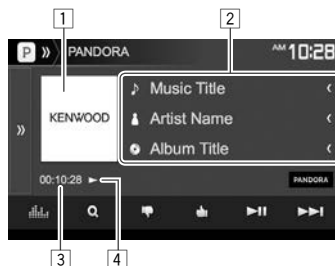 1
2
P » PANDORA
AM 10:28
KENWOOD
Music Title
Artist Name
Album Title
»
00:10:28
PANDORA
3
4